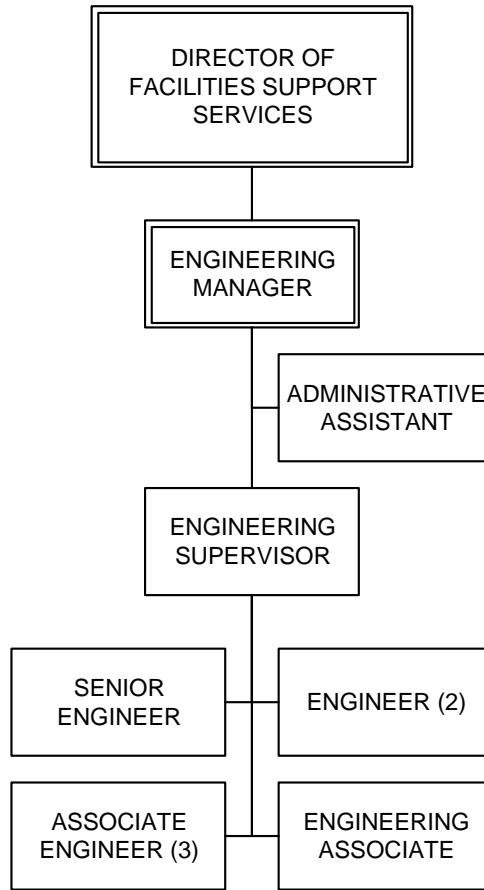 DIRECTOR OF
FACILITIES SUPPORT
SERVICES
ENGINEERING
MANAGER
ADMINISTRATIVE
ASSISTANT
ENGINEERING
SUPERVISOR
SENIOR
ENGINEER
ENGINEER (2)
ASSOCIATE
ENGINEER (3)
ENGINEERING
ASSOCIATE